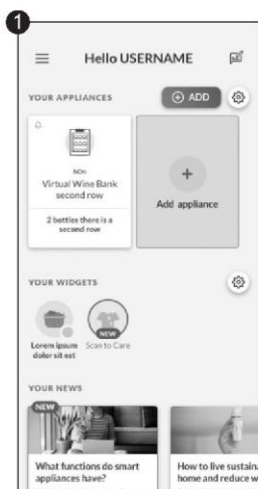 1
Hello USERNAME
YOUR APPLIANCES
ADD
hOn
Virtual Wine Bank
second row
2 bottles there is a
second row
Add appliance
YOUR WIDGETS
NEW
Lorem ipsum
dolor sit est
Scan to Care
YOUR NEWS
NEW
What functions do smart
appliances have?
How to live sustaina
home and reduce w